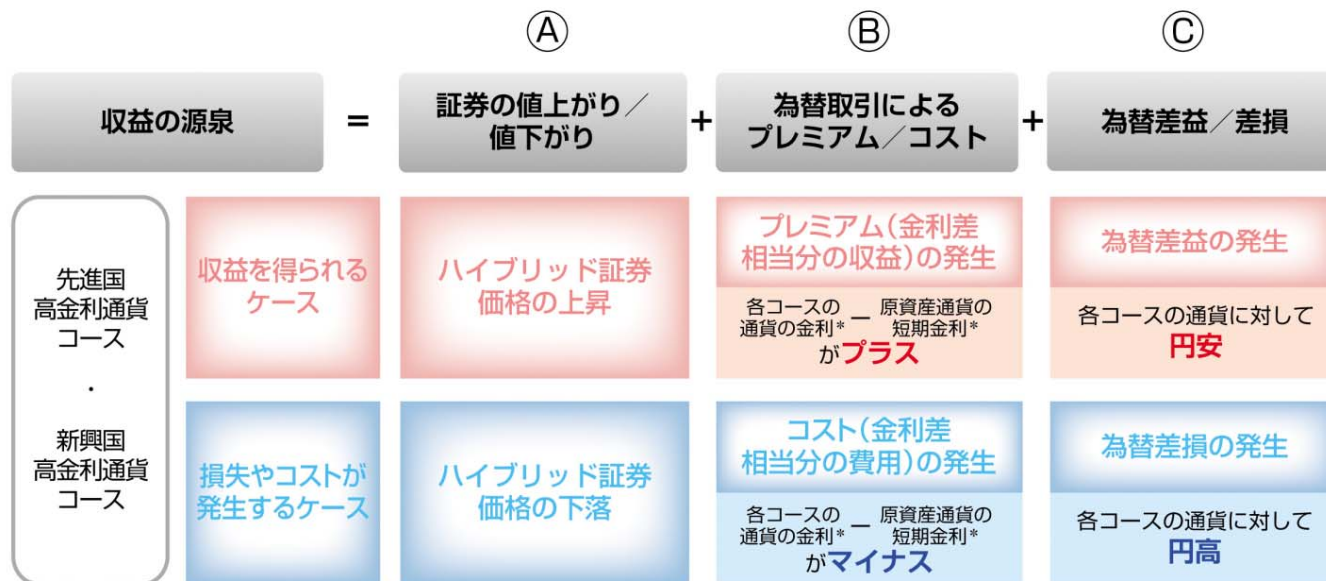 Ⓐ
Ⓑ
Ⓒ
収益の源泉
=
証券の値上がり／
値下がり
+
為替取引による
プレミアム／コスト
+
為替差益／差損
先進国
高金利通貨
コース
・
新興国
高金利通貨
コース
収益を得られる
ケース
ハイブリッド証券
価格の上昇
プレミアム（金利差
相当分の収益）の発生
各コースの
通貨の金利*
－
原資産通貨の
短期金利*
がプラス
為替差益の発生
各コースの通貨に対して
円安
損失やコストが
発生するケース
ハイブリッド証券
価格の下落
コスト（金利差
相当分の費用）の発生
各コースの
通貨の金利*
－
原資産通貨の
短期金利*
がマイナス
為替差損の発生
各コースの通貨に対して
円高